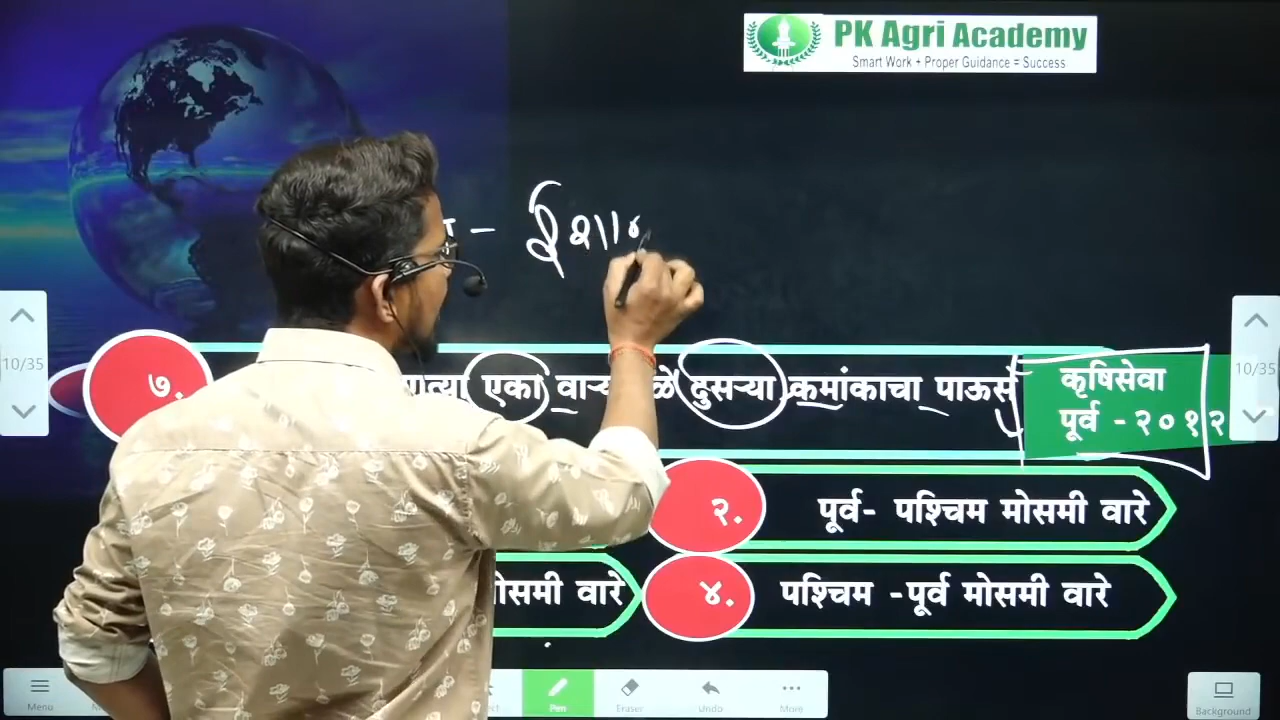 PK Agri Academy
Smart Work + Proper Guidance = Success
10/35
10/35
७.
एका
दुसऱ्या क्रमांकाचा पाऊस
कृषिसेवा
पूर्व - २०१२
२. पूर्व- पश्चिम मोसमी वारे
मोसमी वारे
४. पश्चिम -पूर्व मोसमी वारे
Menu
Pen
Eraser
Undo
More
Background